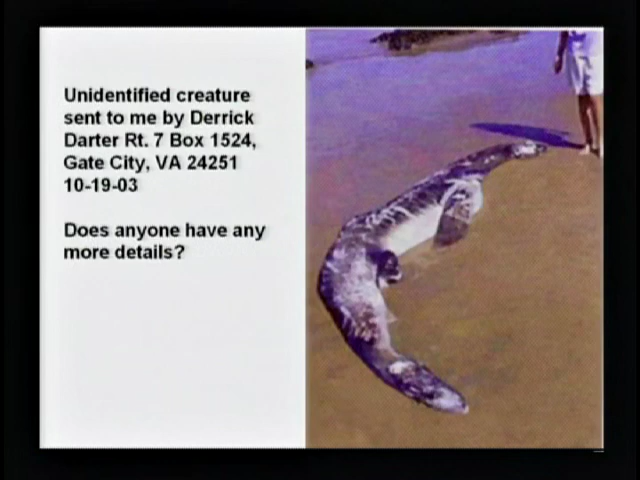 Unidentified creature
sent to me by Derrick
Darter Rt. 7 Box 1524,
Gate City, VA 24251
10-19-03
Does anyone have any
more details?